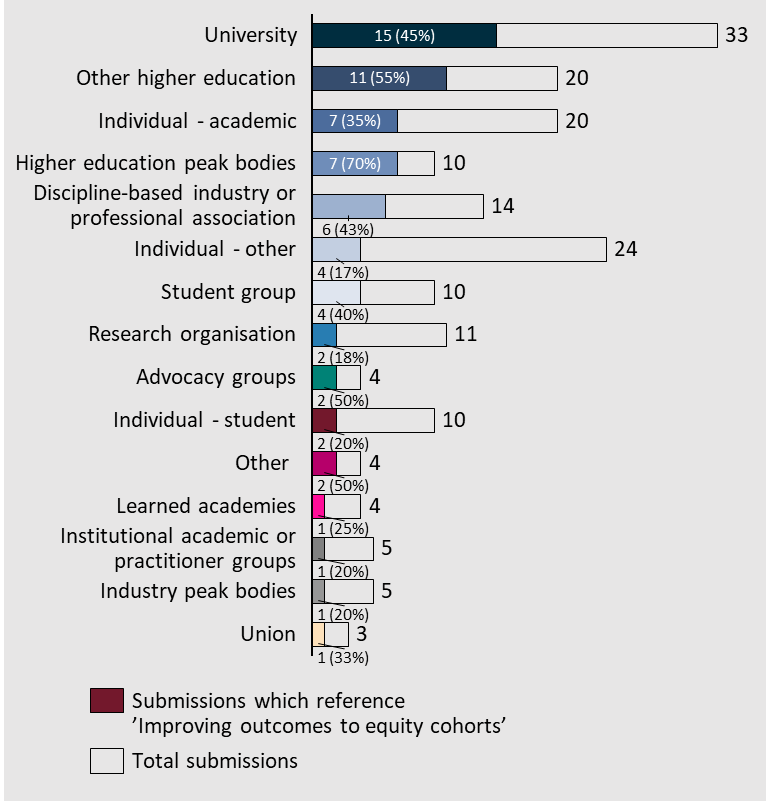 University 15 (45%) 33
Other higher education 11 (55%) 20
Individual - academic 7 (35%) 20
Higher education peak bodies 7 (70%) 10
Discipline-based industry or
professional association 14
6 (43%)
Individual - other 24
4 (17%)
Student group 10
4 (40%)
Research organisation 11
2 (18%)
Advocacy groups 4
2 (50%)
Individual - student 10
2 (20%)
Other 4
2 (50%)
Learned academies 4
1 (25%)
Institutional academic or
practitioner groups 5
1 (20%)
Industry peak bodies 5
1 (20%)
Union 3
1 (33%)
Submissions which reference
’Improving outcomes to equity cohorts’
Total submissions